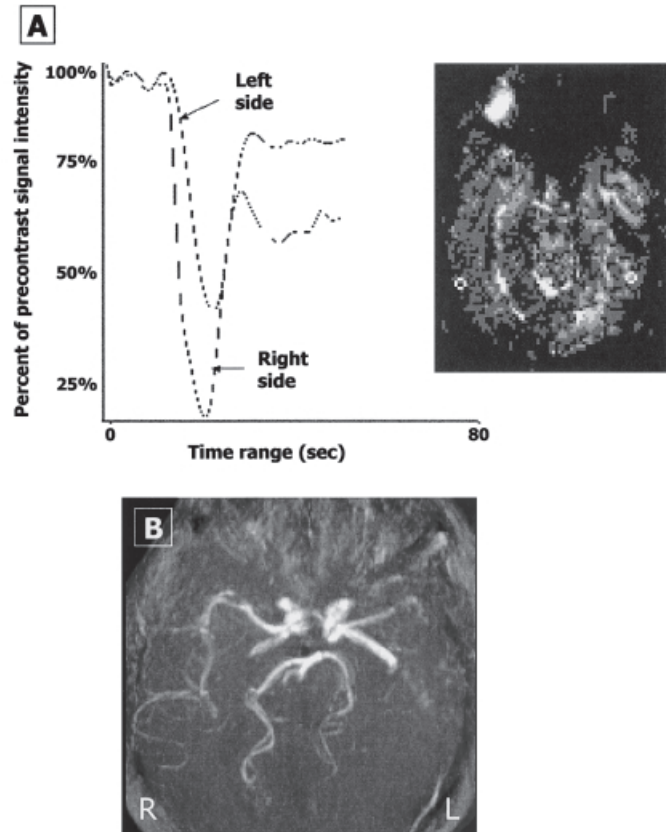 A
Percent of precontrast signal intensity
100%
75%
50%
25%
Left
side
Right
side
0
80
Time range (sec)
B
R
L